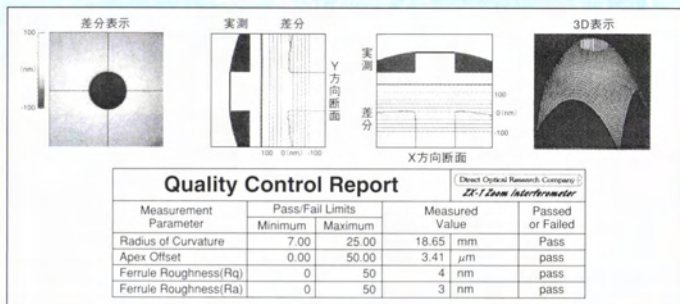 差分表示
100
(nm)
-100
実測
差分
Y方向断面
100 0(nm) -100
実測
差分
100
0(nm)
-100
X方向断面
3D表示
Quality Control Report
Direct Optical Research Company
ZX-1 Zoom Interferometer
Measurement Parameter Pass/Fail Limits Measured Value Passed or Failed
Minimum Maximum
Radius of Curvature 7.00 25.00 18.65 mm Pass
Apex Offset 0.00 50.00 3.41 μm pass
Ferrule Roughness(Rq) 0 50 4 nm pass
Ferrule Roughness(Ra) 0 50 3 nm pass